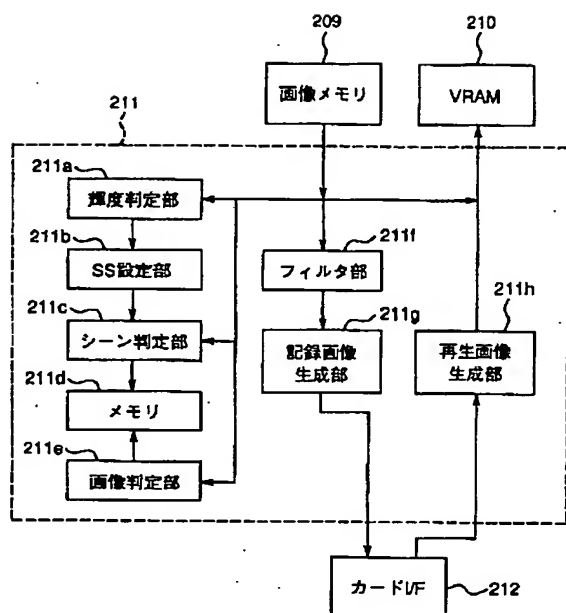 209
210
画像メモリ
VRAM
211
211a
輝度判定部
211b
SS設定部
211c
シーン判定部
211d
メモリ
211e
画像判定部
211f
フィルタ部
211g
記録画像
生成部
211h
再生画像
生成部
カードI/F
212